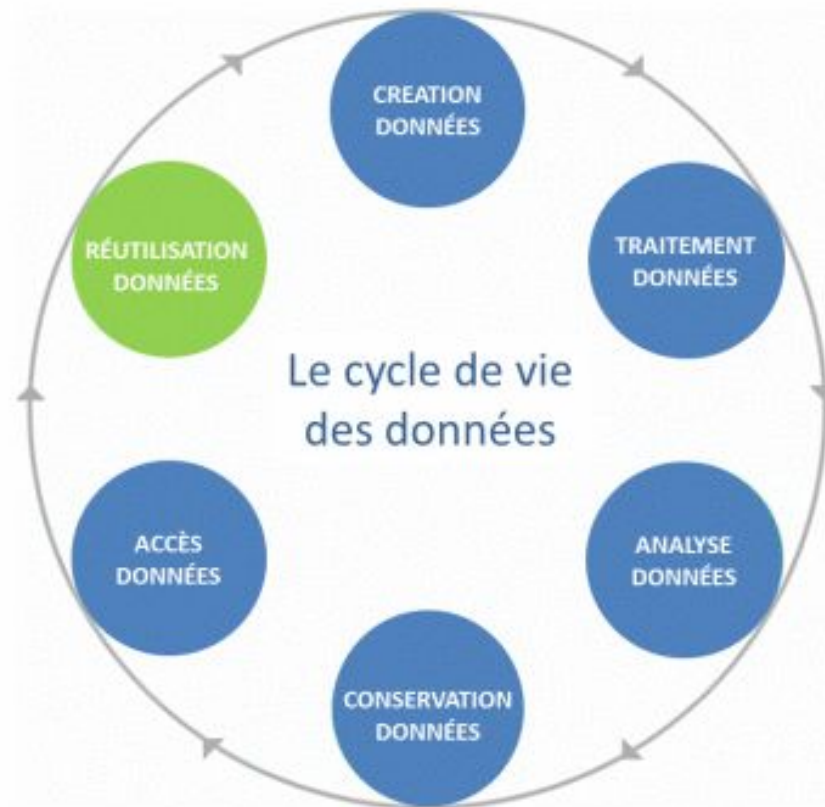 CREATION
DONNÉES
TRAITEMENT
DONNÉES
ANALYSE
DONNÉES
CONSERVATION
DONNÉES
ACCÈS
DONNÉES
RÉUTILISATION
DONNÉES
Le cycle de vie
des données